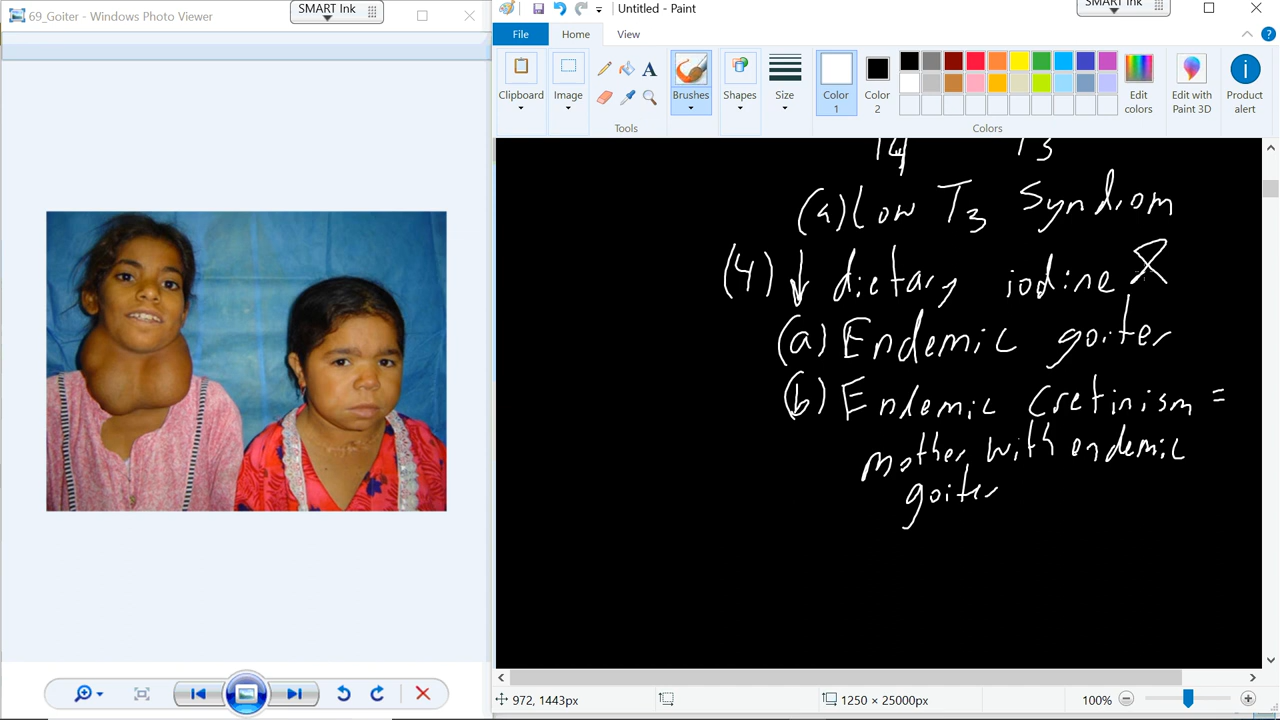 69_Goiter - Windows Photo Viewer
SMART Ink
Untitled - Paint
SMART Ink
File
Home
View
Clipboard
Image
Tools
Brushes
Shapes
Size
Color 1
Color 2
Colors
Edit colors
Edit with Paint 3D
Product alert
T4 T3
(a) Low T3 Syndrom
(4) ↓ dietary iodine
(a) Endemic goiter
(b) Endemic Cretinism =
mother with endemic
goiter
972, 1443px
1250 × 25000px
100%